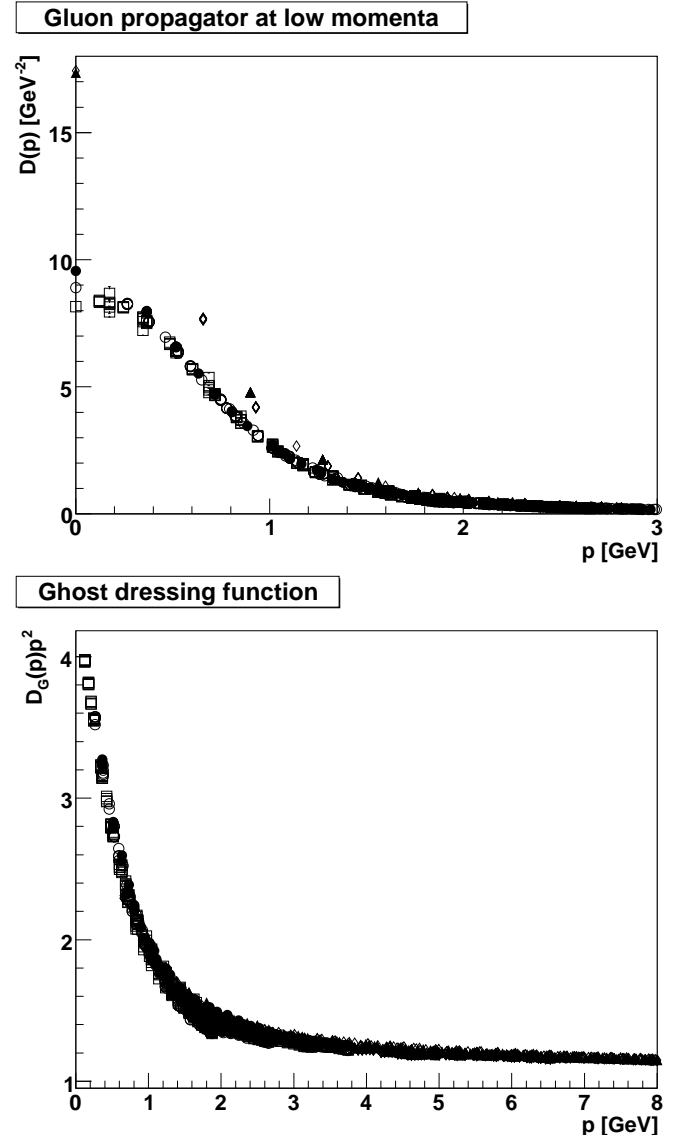 Gluon propagator at low momenta
D(p) [GeV⁻²]
15
10
5
0
0 1 2 3
p [GeV]
Ghost dressing function
D_G(p)p²
4
3
2
1
0 1 2 3 4 5 6 7 8
p [GeV]